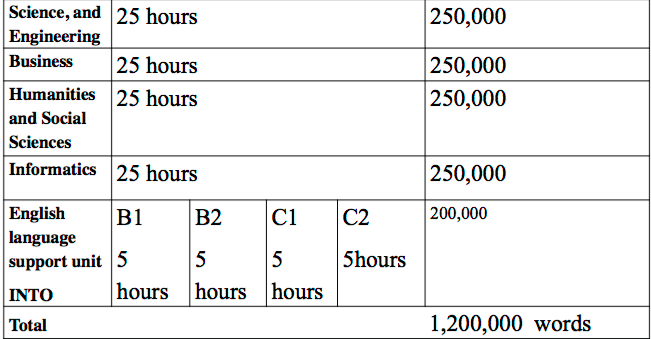 Science, and 25 hours 250,000
Engineering
Business 25 hours 250,000
Humanities 25 hours 250,000
and Social
Sciences
Informatics 25 hours 250,000
English B1 B2 C1 C2 200,000
language
support unit 5 5 5 5hours
INTO hours hours hours
Total 1,200,000 words